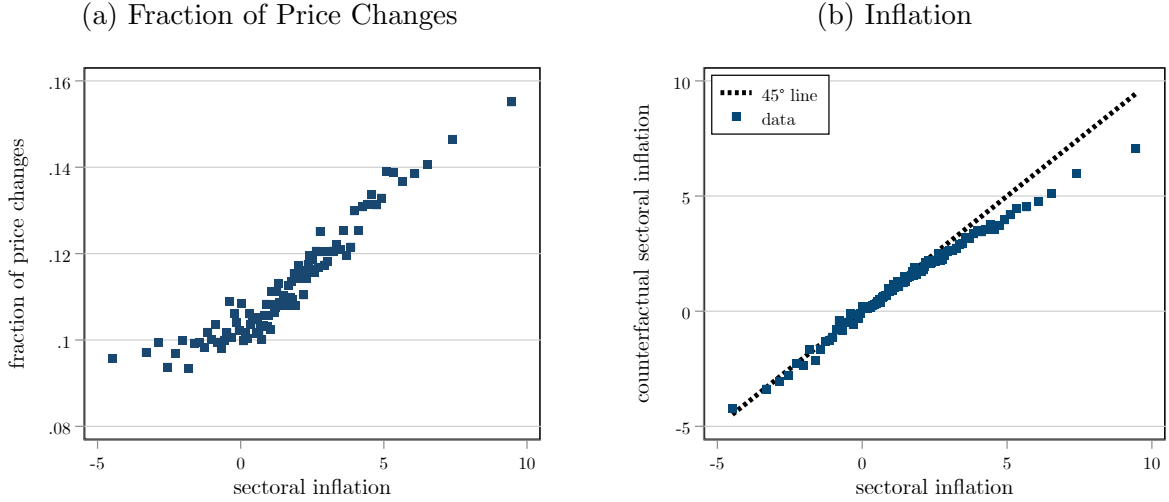 (a) Fraction of Price Changes
fraction of price changes
.16
.14
.12
.1
.08
-5
0
5
10
sectoral inflation
(b) Inflation
counterfactual sectoral inflation
10
5
0
-5
45° line
data
-5
0
5
10
sectoral inflation